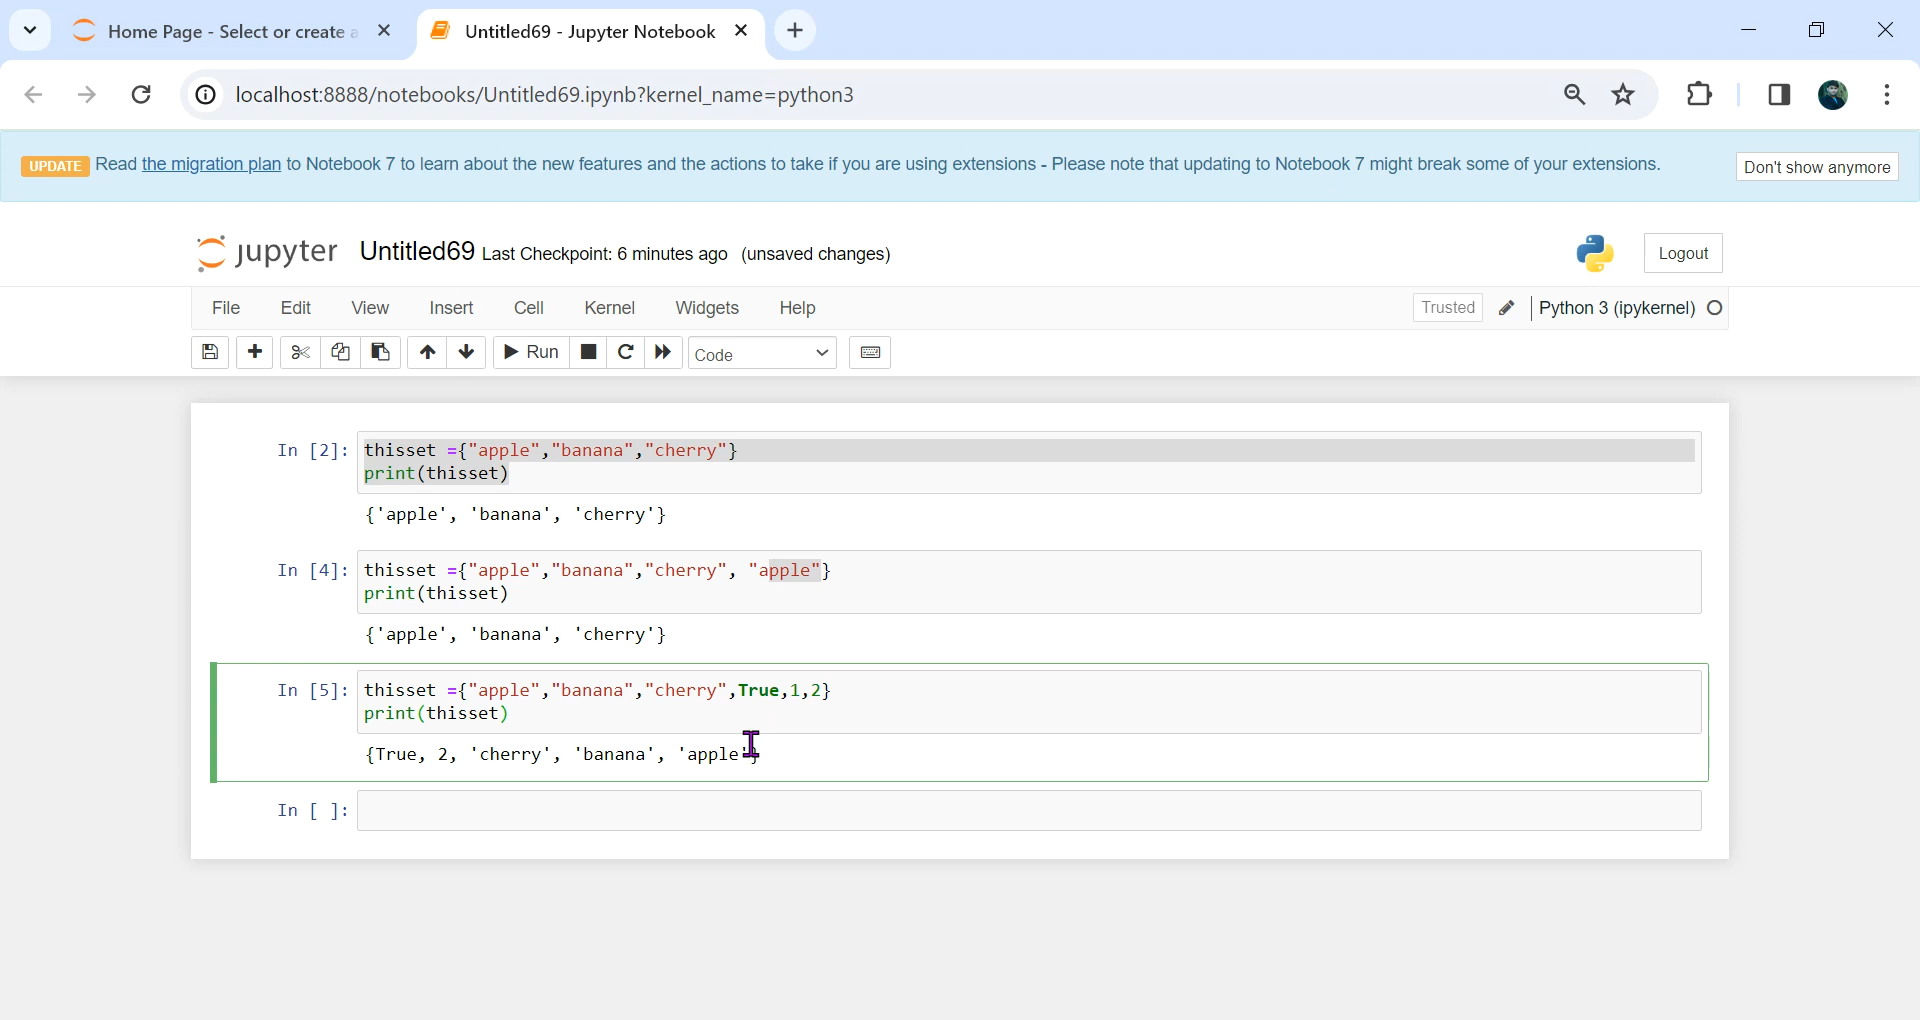 Home Page - Select or create a
Untitled69 - Jupyter Notebook
localhost:8888/notebooks/Untitled69.ipynb?kernel_name=python3
UPDATE Read the migration plan to Notebook 7 to learn about the new features and the actions to take if you are using extensions - Please note that updating to Notebook 7 might break some of your extensions.
Don't show anymore
jupyter Untitled69 Last Checkpoint: 6 minutes ago (unsaved changes)
Logout
File Edit View Insert Cell Kernel Widgets Help
Trusted Python 3 (ipykernel)
Run Code
In [2]: thisset ={"apple","banana","cherry"}
print(thisset)
{'apple', 'banana', 'cherry'}
In [4]: thisset ={"apple","banana","cherry", "apple"}
print(thisset)
{'apple', 'banana', 'cherry'}
In [5]: thisset ={"apple","banana","cherry",True,1,2}
print(thisset)
{True, 2, 'cherry', 'banana', 'apple'}
In [ ]: